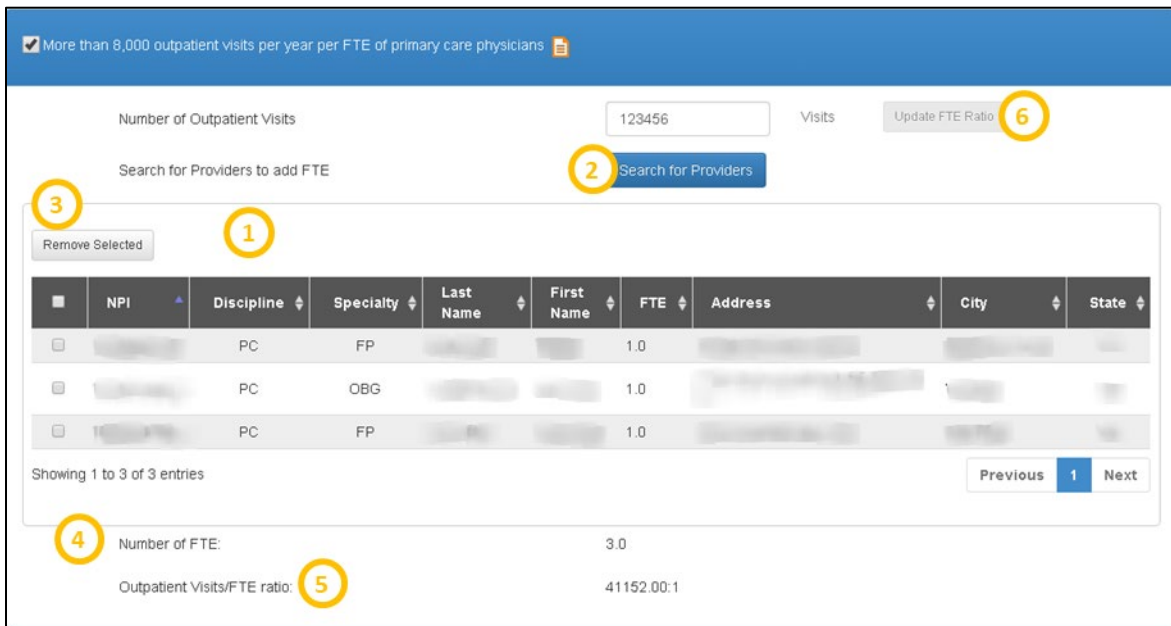 More than 8,000 outpatient visits per year per FTE of primary care physicians
Number of Outpatient Visits 123456 Visits Update FTE Ratio 6
Search for Providers to add FTE 2 Search for Providers
3
1
Remove Selected
NPI Discipline Specialty Last Name First Name FTE Address City State
PC FP 1.0
PC OBG 1.0
PC FP 1.0
Showing 1 to 3 of 3 entries Previous 1 Next
4 Number of FTE: 3.0
Outpatient Visits/FTE ratio: 5 41152.00:1